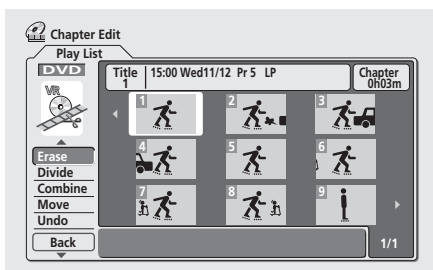 Chapter Edit
Play List
DVD
VR
Title
1
15:00 Wed11/12 Pr 5 LP
Chapter
0h03m
1
2
3
4
5
6
7
8
9
Erase
Divide
Combine
Move
Undo
Back
1/1